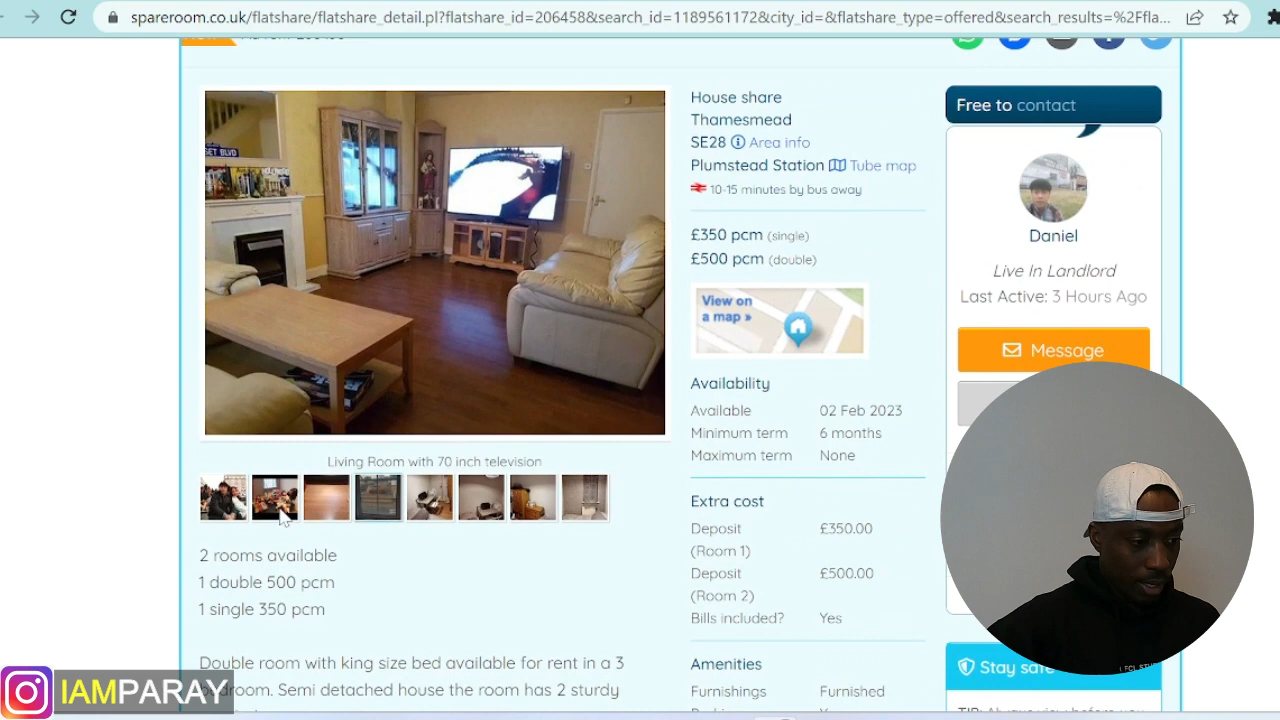 spareroom.co.uk/flatshare/flatshare_detail.pl?flatshare_id=206458&search_id=1189561172&city_id=&flatshare_type=offered&search_results=%2Ffla...
SET BLVD
Living Room with 70 inch television
2 rooms available
1 double 500 pcm
1 single 350 pcm
Double room with king size bed available for rent in a 3
bedroom. Semi detached house the room has 2 sturdy
House share
Thamesmead
SE28 Area info
Plumstead Station Tube map
10-15 minutes by bus away
£350 pcm (single)
£500 pcm (double)
View on
a map »
Availability
Available 02 Feb 2023
Minimum term 6 months
Maximum term None
Extra cost
Deposit £350.00
(Room 1)
Deposit £500.00
(Room 2)
Bills included? Yes
Amenities
Furnishings Furnished
Free to contact
Daniel
Live In Landlord
Last Active: 3 Hours Ago
Message
Stay safe
IAMPARAY